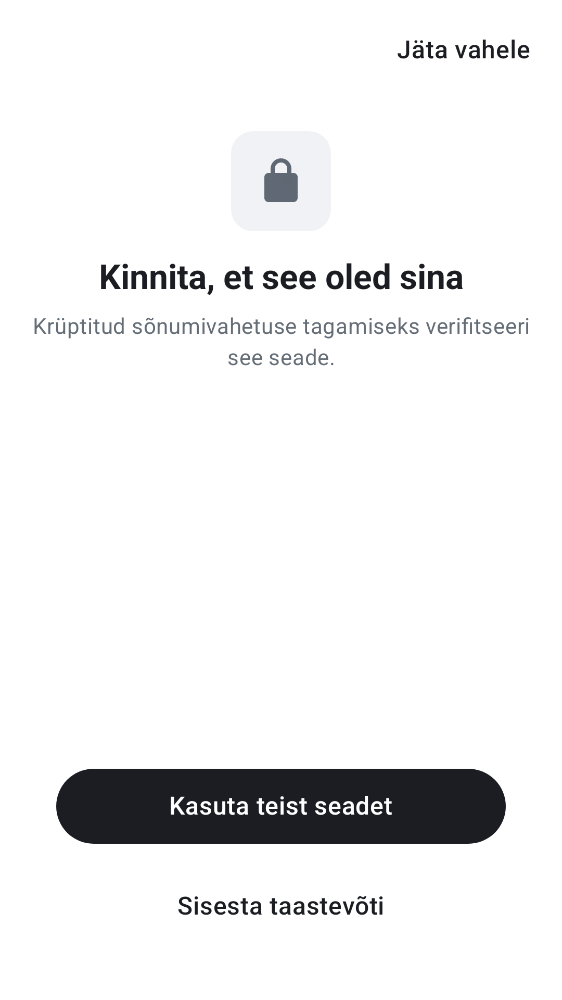 Jäta vahele
Kinnita, et see oled sina
Krüptitud sõnumivahetuse tagamiseks verifitseeri
see seade.
Kasuta teist seadet
Sisesta taastevõti